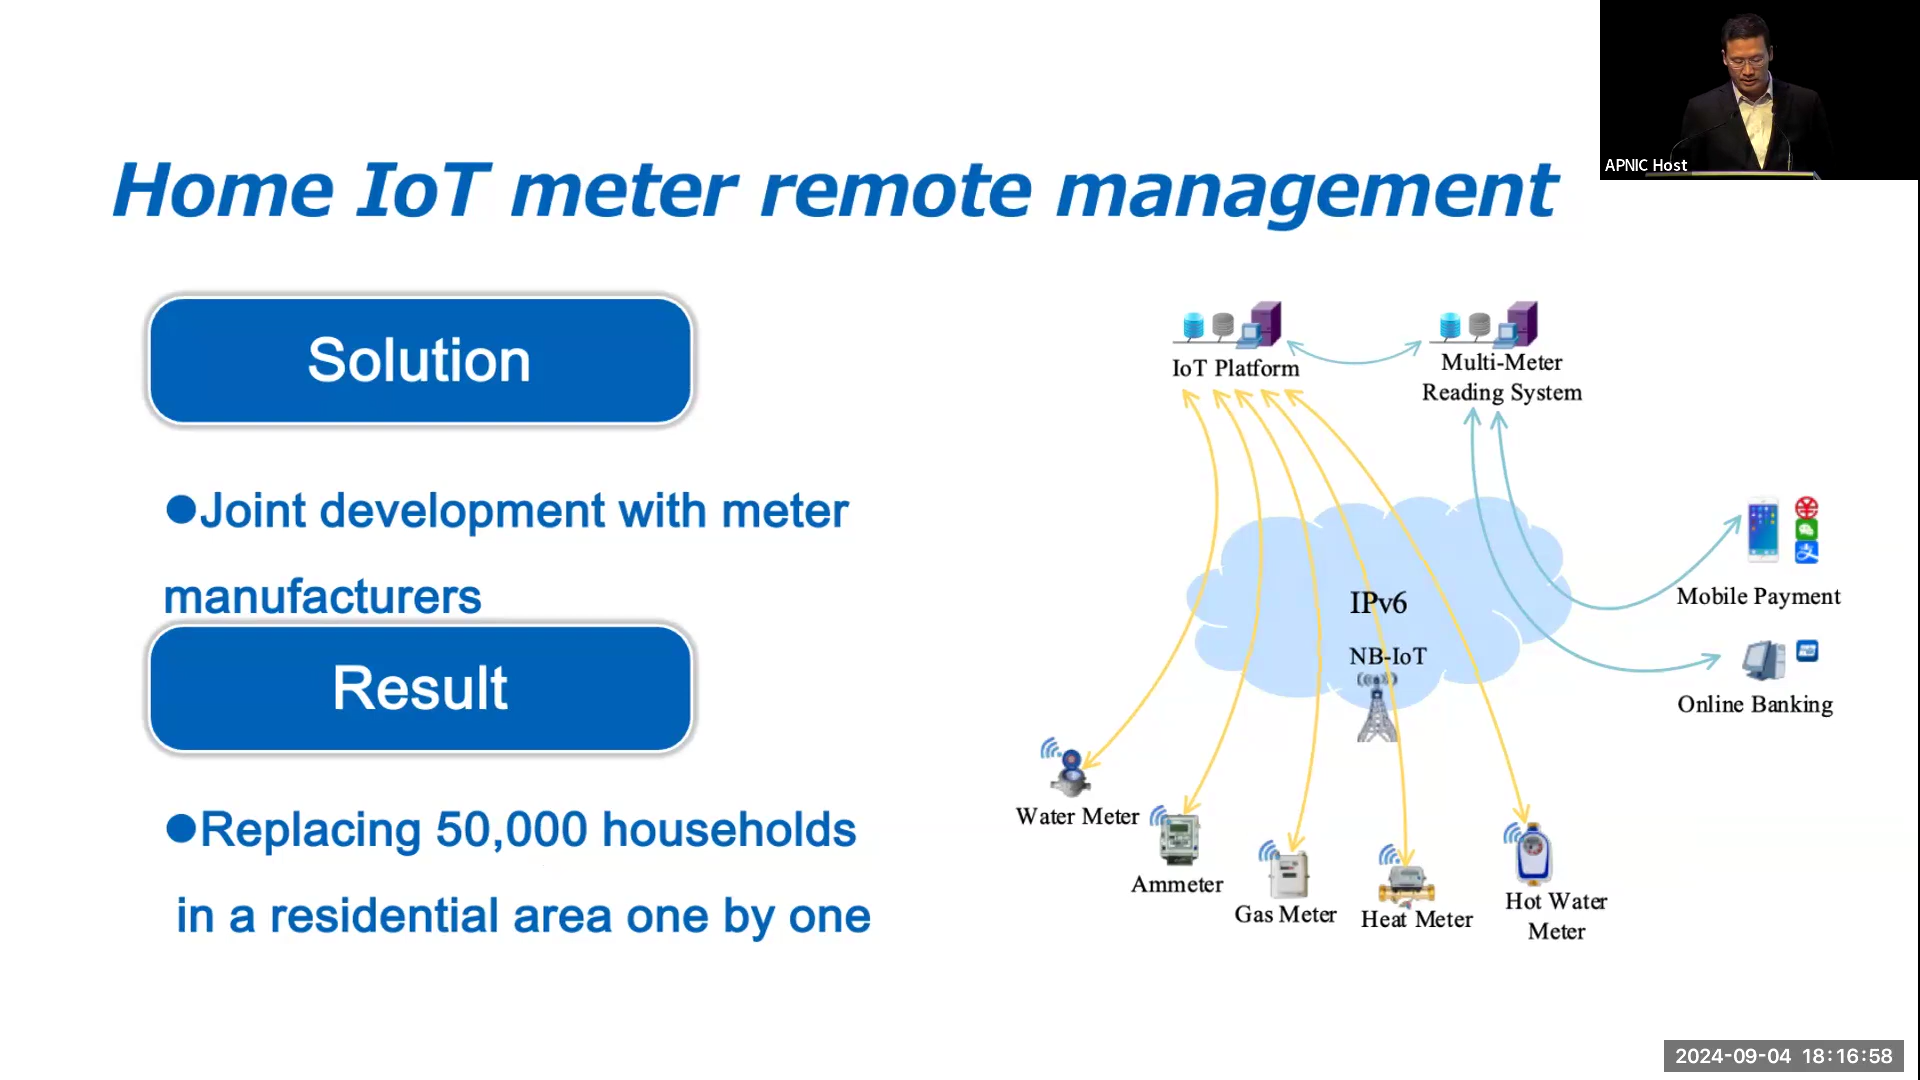 APNIC Host
Home IoT meter remote management
Solution
●Joint development with meter
manufacturers
Result
●Replacing 50,000 households
in a residential area one by one
IoT Platform
Multi-Meter
Reading System
IPv6
NB-IoT
Mobile Payment
Online Banking
Water Meter
Ammeter
Gas Meter
Heat Meter
Hot Water
Meter
2024-09-04 18:16:58